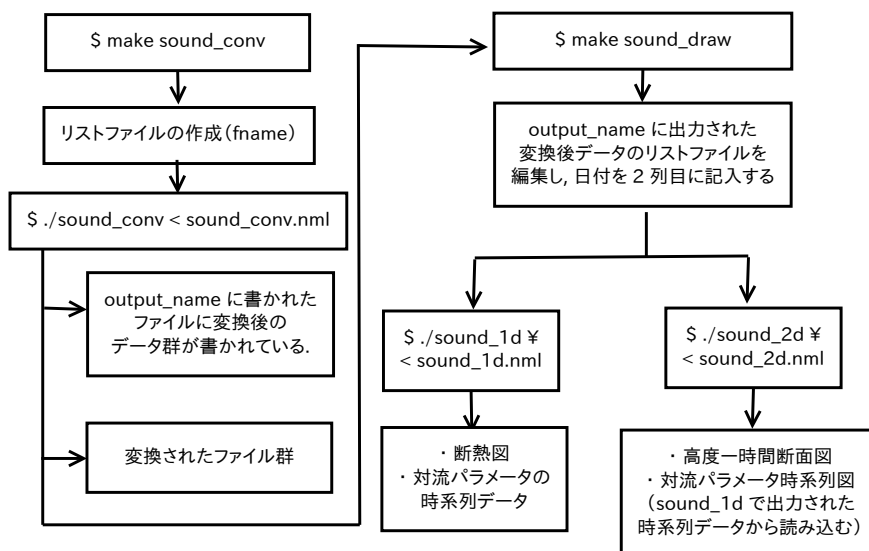 $ make sound_conv
リストファイルの作成(fname)
$ ./sound_conv < sound_conv.nml
output_name に書かれた
ファイルに変換後の
データ群が書かれている.
変換されたファイル群
$ make sound_draw
output_name に出力された
変換後データのリストファイルを
編集し, 日付を 2 列目に記入する
$ ./sound_1d ¥
< sound_1d.nml
$ ./sound_2d ¥
< sound_2d.nml
・断熱図
・対流パラメータの
時系列データ
・高度ー時間断面図
・対流パラメータ時系列図
(sound_1d で出力された
時系列データから読み込む)